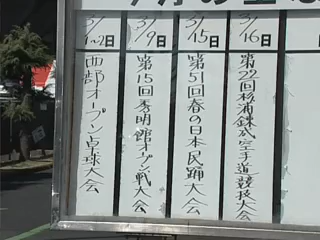 3/1~2日
西部オープン卓球大会
3/9日
第15回秀明館オープン戦大会
3/15日
第51回春の日本民踊大会
3/16日
第22回松浦錬成空手道競技大会